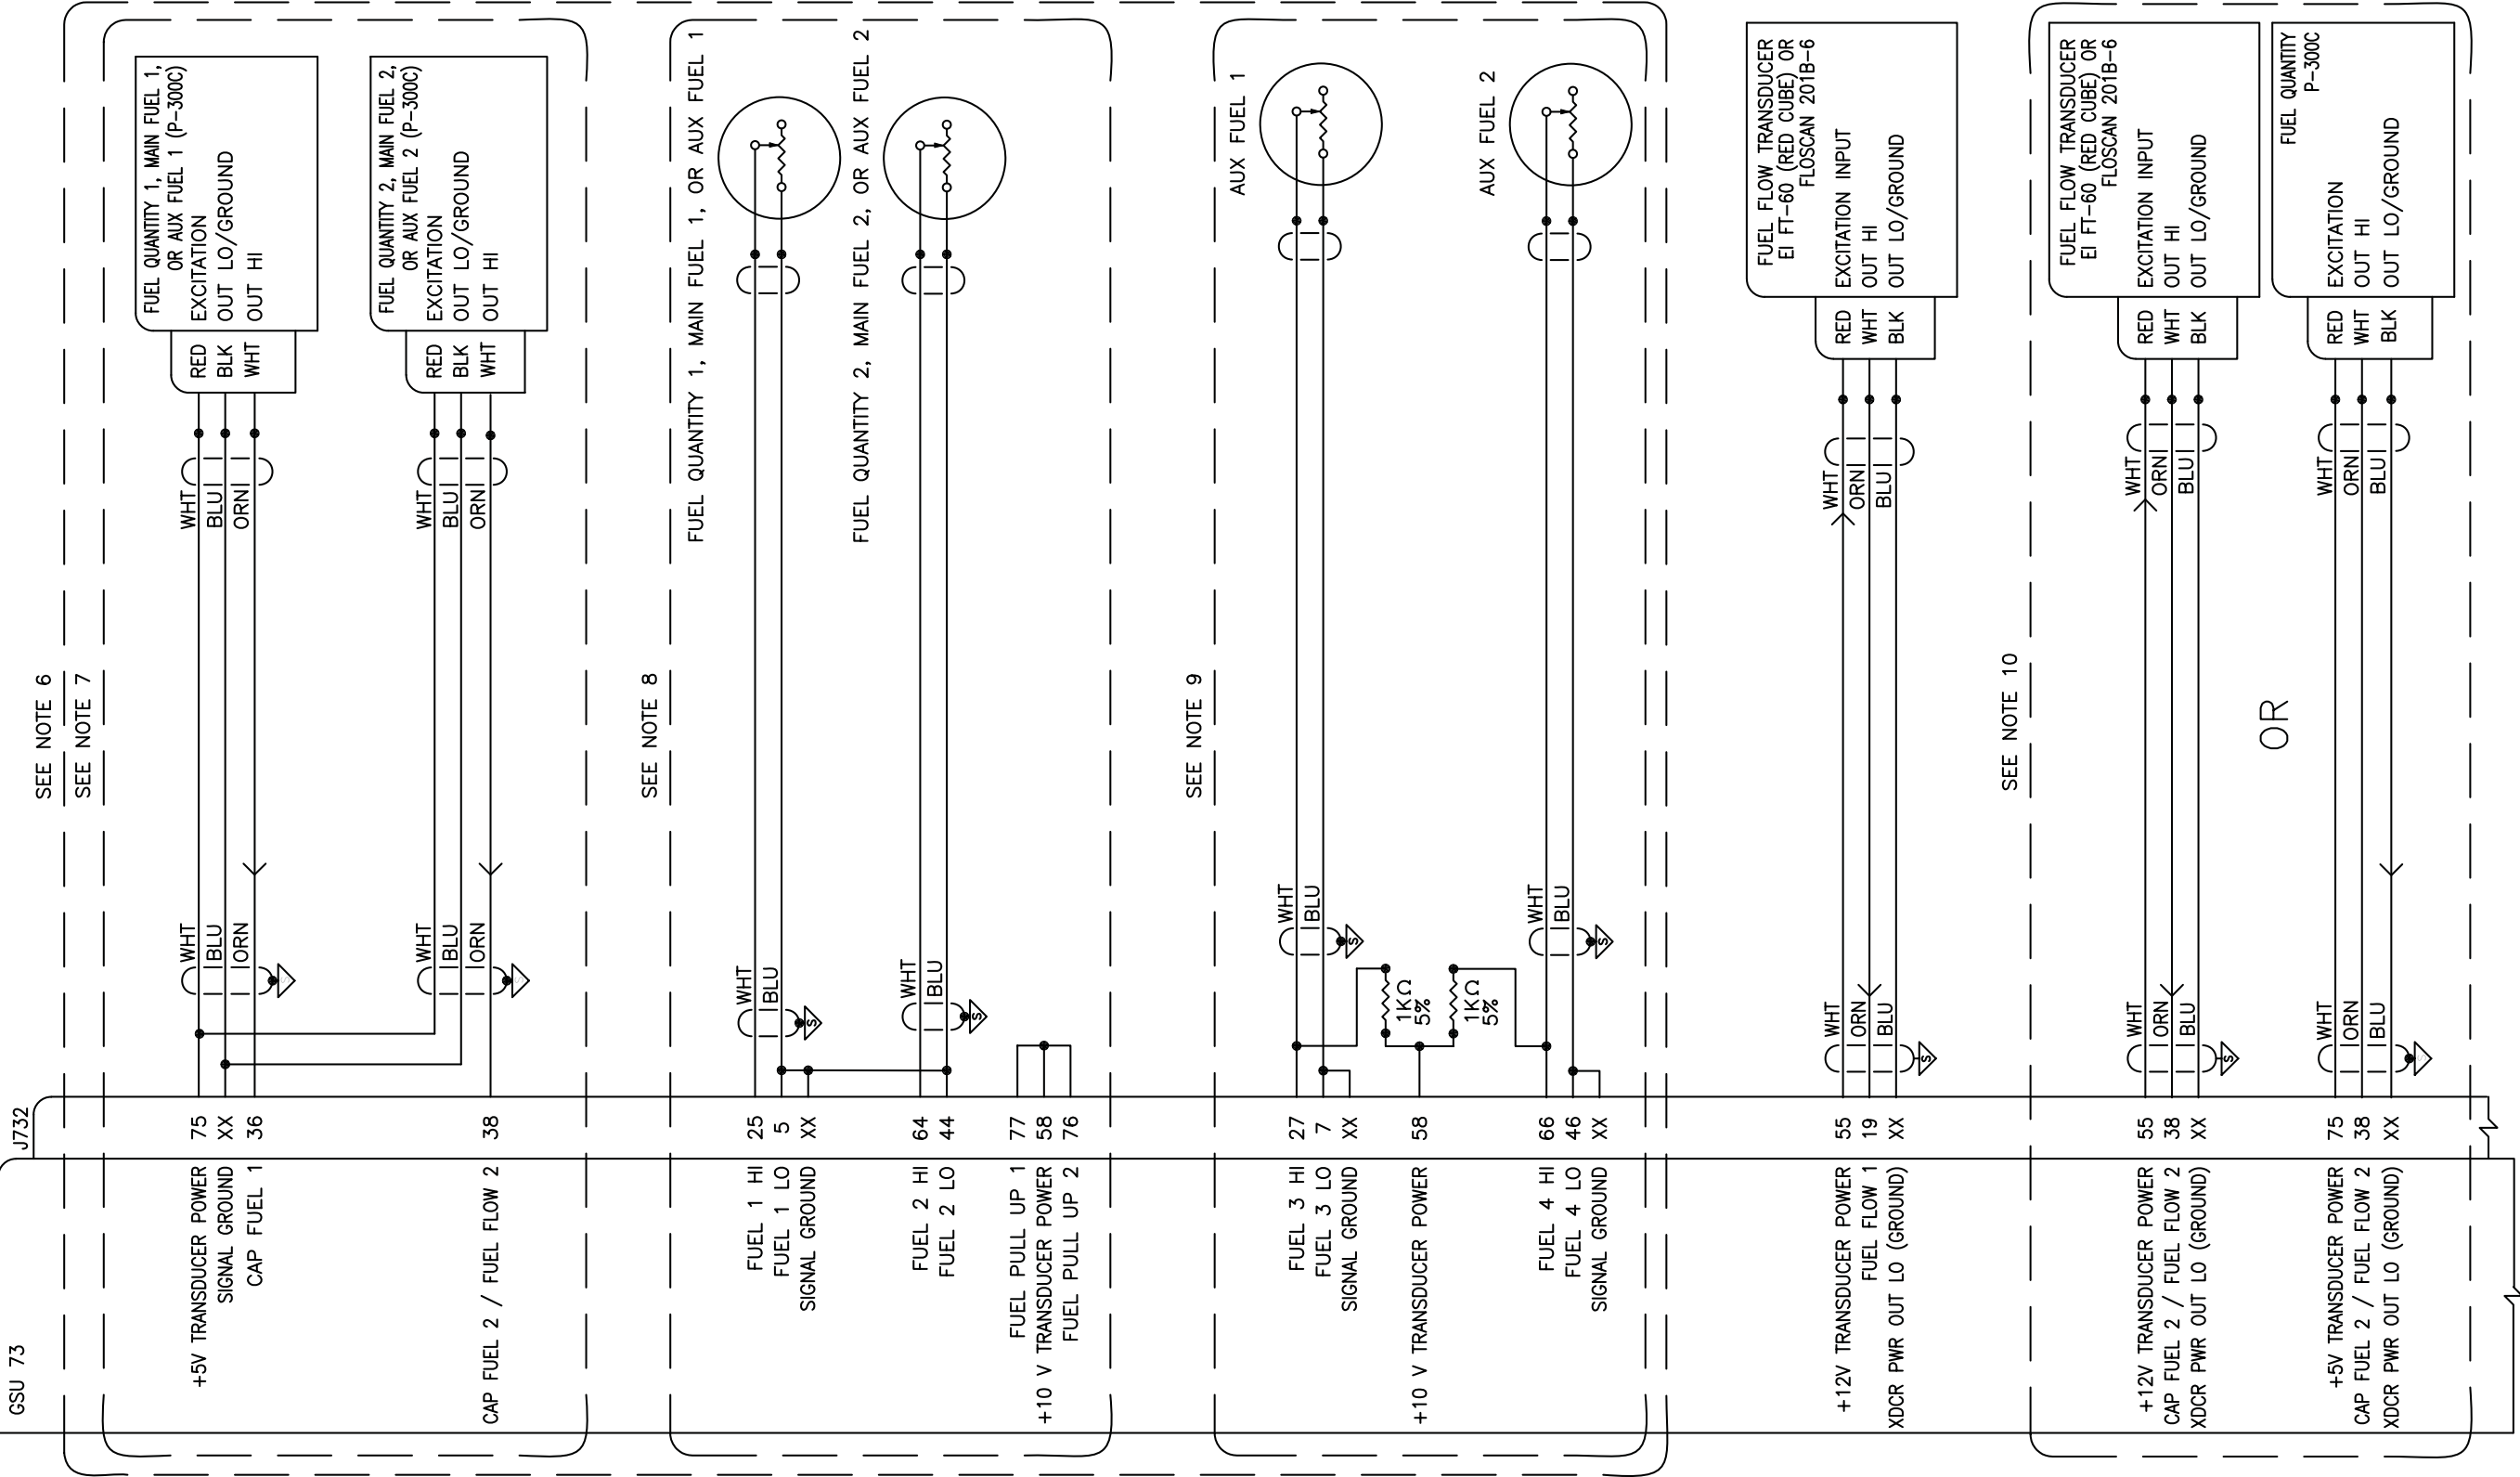 GSU 73
J732
SEE NOTE 6
SEE NOTE 7
+5V TRANSDUCER POWER
75
WHT
WHT
RED
EXCITATION
SIGNAL GROUND
XX
BLU
BLU
BLK
OUT LO/GROUND
CAP FUEL 1
36
ORN
ORN
WHT
OUT HI
FUEL QUANTITY 1, MAIN FUEL 1,
OR AUX FUEL 1 (P-300C)
CAP FUEL 2 / FUEL FLOW 2
38
WHT
BLU
ORN
WHT
BLU
ORN
RED
BLK
WHT
EXCITATION
OUT LO/GROUND
OUT HI
FUEL QUANTITY 2, MAIN FUEL 2,
OR AUX FUEL 2 (P-300C)
SEE NOTE 8
FUEL QUANTITY 1, MAIN FUEL 1, OR AUX FUEL 1
FUEL 1 HI
25
WHT
FUEL 1 LO
5
BLU
SIGNAL GROUND
XX
S
FUEL QUANTITY 2, MAIN FUEL 2, OR AUX FUEL 2
FUEL 2 HI
64
WHT
FUEL 2 LO
44
BLU
S
FUEL PULL UP 1
77
+10 V TRANSDUCER POWER
58
FUEL PULL UP 2
76
SEE NOTE 9
AUX FUEL 1
FUEL 3 HI
27
WHT
FUEL 3 LO
7
BLU
SIGNAL GROUND
XX
S
+10 V TRANSDUCER POWER
58
1KΩ
5%
1KΩ
5%
AUX FUEL 2
FUEL 4 HI
66
WHT
FUEL 4 LO
46
BLU
SIGNAL GROUND
XX
S
FUEL FLOW TRANSDUCER
EI FT-60 (RED CUBE) OR
FLOSCAN 201B-6
+12V TRANSDUCER POWER
55
WHT
WHT
RED
EXCITATION INPUT
FUEL FLOW 1
19
ORN
ORN
WHT
OUT HI
XDCR PWR OUT LO (GROUND)
XX
BLU
BLU
BLK
OUT LO/GROUND
S
SEE NOTE 10
FUEL FLOW TRANSDUCER
EI FT-60 (RED CUBE) OR
FLOSCAN 201B-6
+12V TRANSDUCER POWER
55
WHT
WHT
RED
EXCITATION INPUT
CAP FUEL 2 / FUEL FLOW 2
38
ORN
ORN
WHT
OUT HI
XDCR PWR OUT LO (GROUND)
XX
BLU
BLU
BLK
OUT LO/GROUND
S
OR
FUEL QUANTITY
P-300C
+5V TRANSDUCER POWER
75
WHT
WHT
RED
EXCITATION
CAP FUEL 2 / FUEL FLOW 2
38
ORN
ORN
WHT
OUT HI
XDCR PWR OUT LO (GROUND)
XX
BLU
BLU
BLK
OUT LO/GROUND